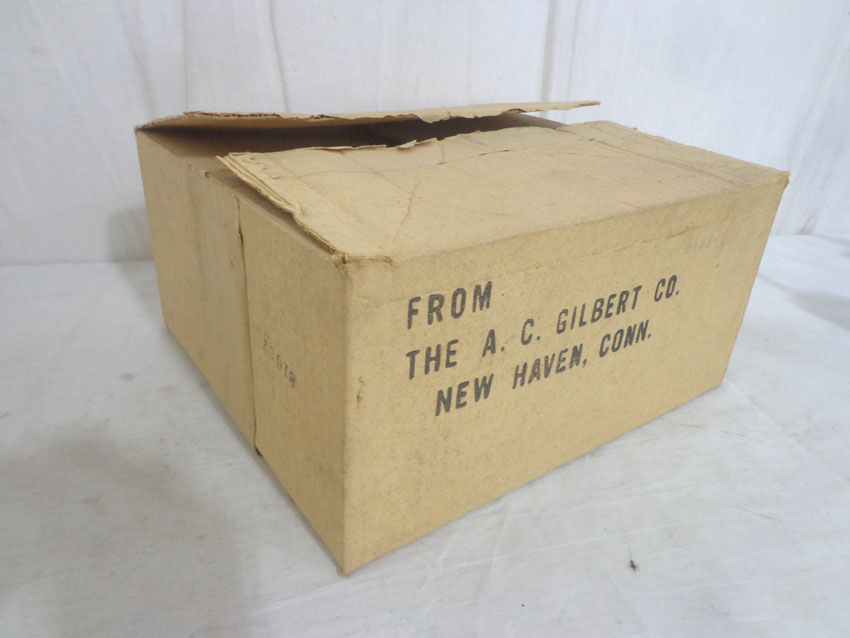 FROM
THE A. C. GILBERT CO.
NEW HAVEN, CONN.